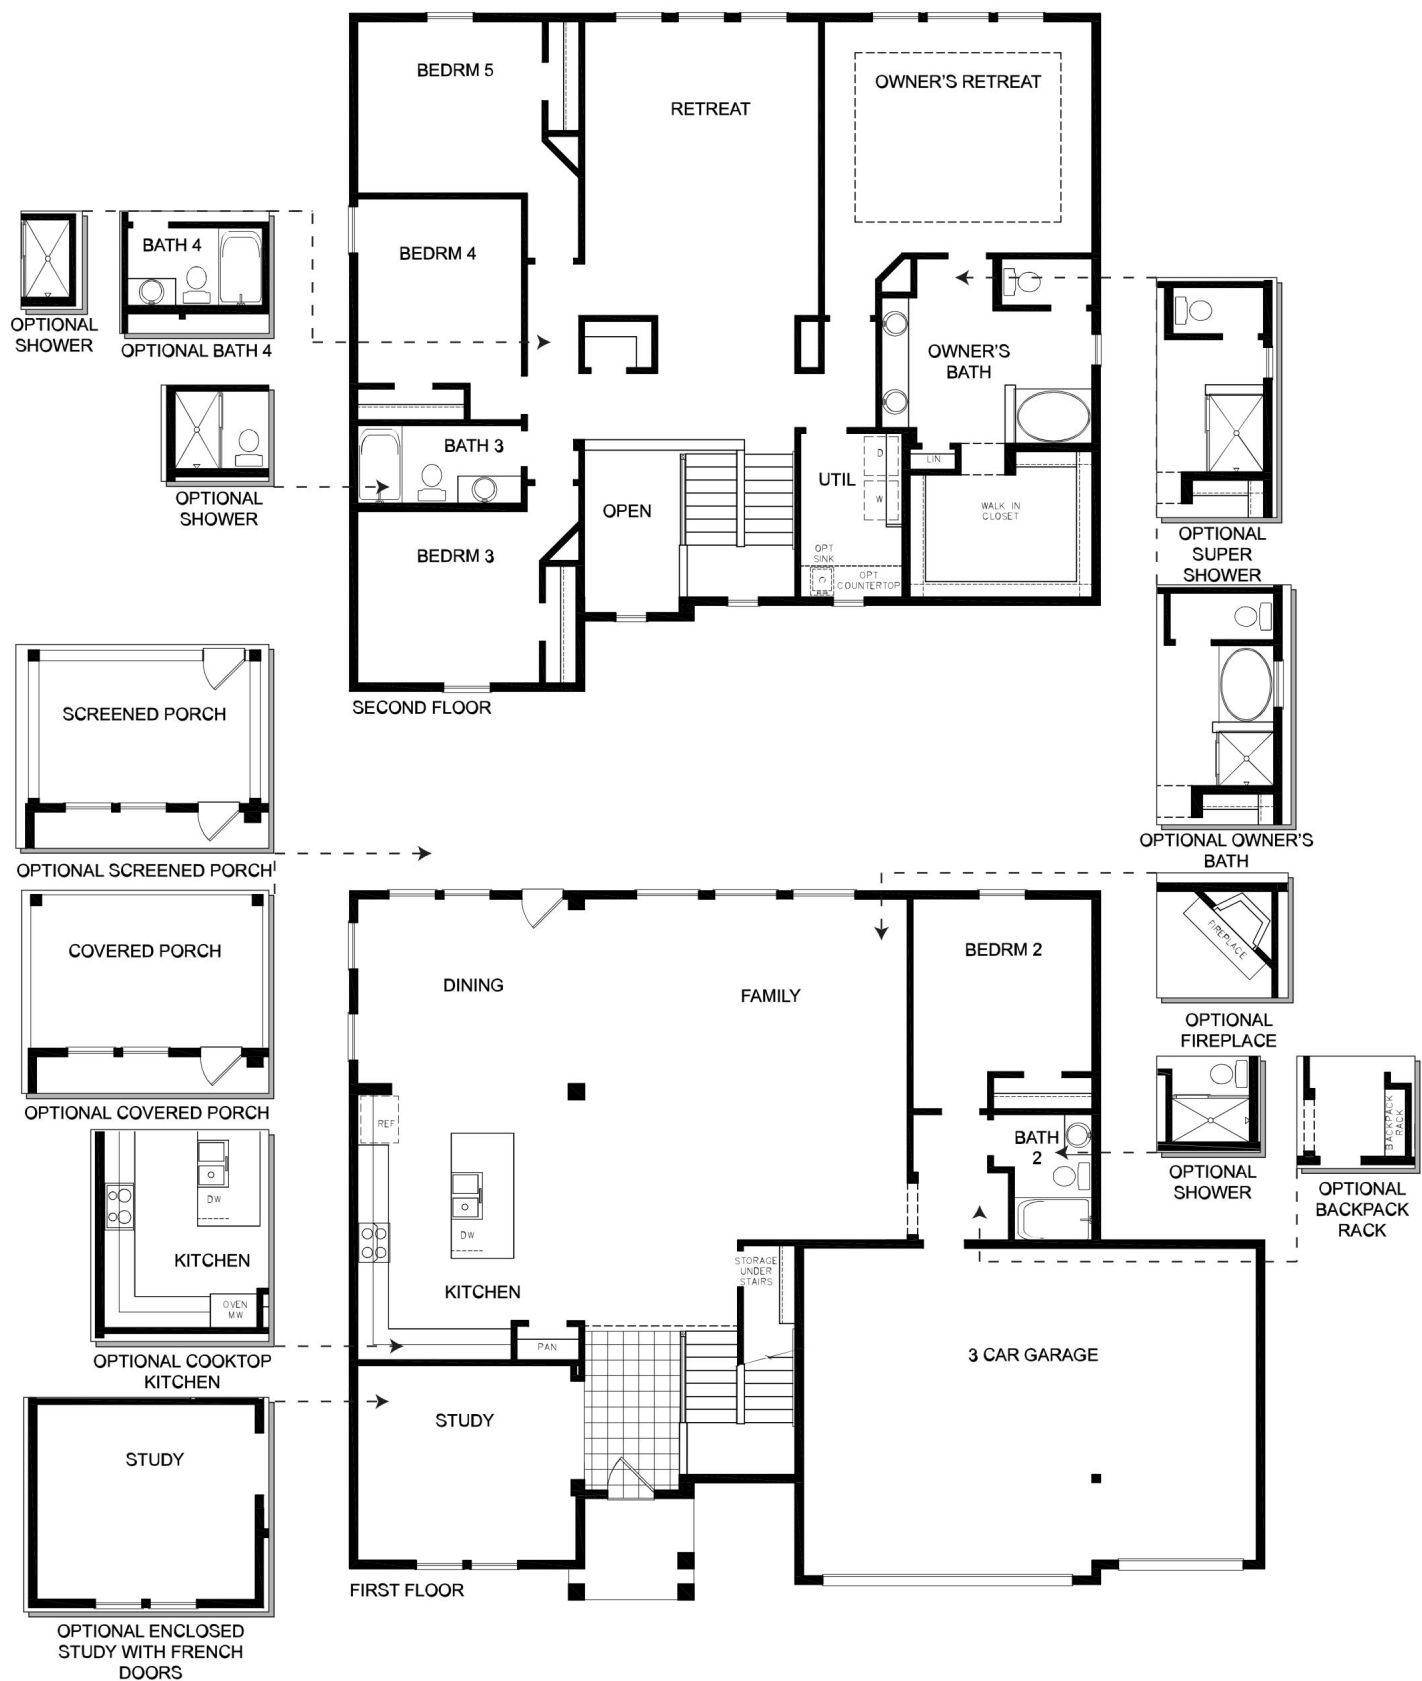 BEDRM 5
RETREAT
OWNER'S RETREAT
BATH 4
BEDRM 4
OPTIONAL
SHOWER
OPTIONAL BATH 4
OWNER'S
BATH
BATH 3
OPTIONAL
SHOWER
LIN
D
W
UTIL
OPEN
WALK IN
CLOSET
BEDRM 3
OPT
SINK
OPT
COUNTERTOP
OPTIONAL
SUPER
SHOWER
SECOND FLOOR
SCREENED PORCH
OPTIONAL SCREENED PORCH
OPTIONAL OWNER'S
BATH
COVERED PORCH
OPTIONAL COVERED PORCH
DINING
FAMILY
BEDRM 2
FIREPLACE
OPTIONAL
FIREPLACE
REF
BATH
2
BACKPACK
RACK
OPTIONAL
SHOWER
OPTIONAL
BACKPACK
RACK
DW
KITCHEN
OVEN
MW
OPTIONAL COOKTOP
KITCHEN
DW
KITCHEN
STORAGE
UNDER
STAIRS
PAN
3 CAR GARAGE
STUDY
STUDY
FIRST FLOOR
OPTIONAL ENCLOSED
STUDY WITH FRENCH
DOORS